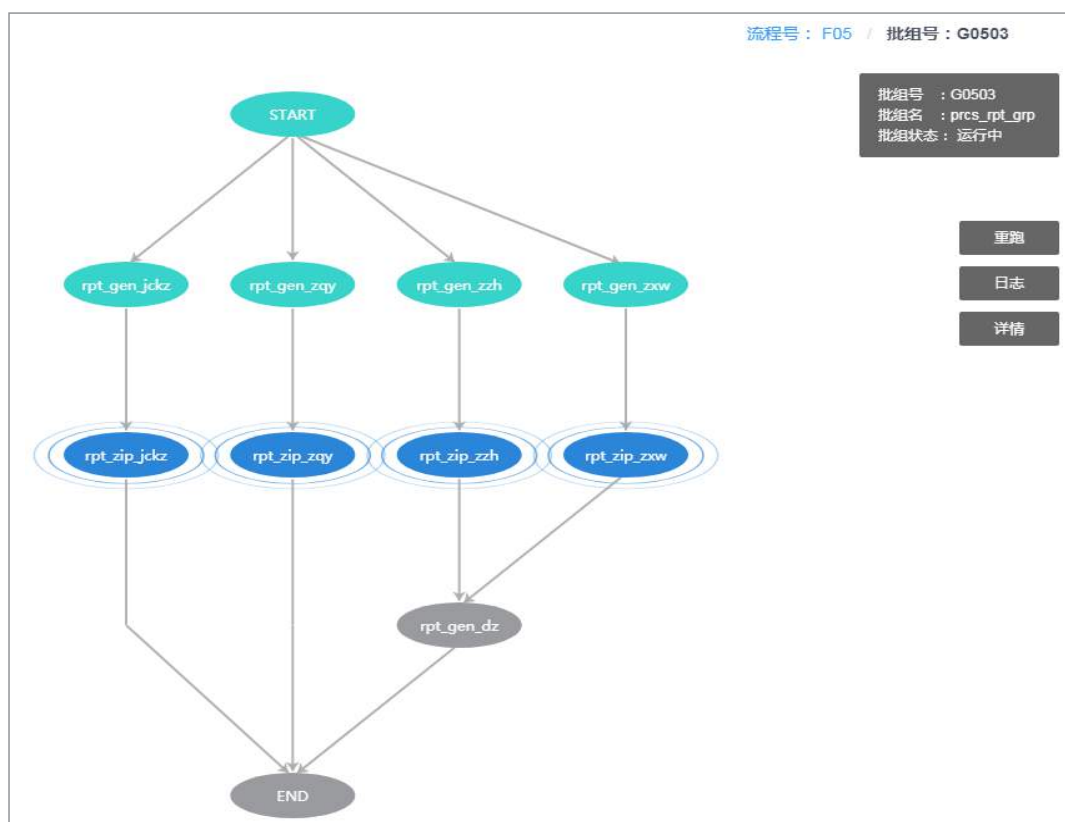 流程号： F05 / 批组号：G0503
批组号 ：G0503
批组名 ：prcs_rpt_grp
批组状态： 运行中
START
重跑
rpt_gen_jckz rpt_gen_zqy rpt_gen_zzh rpt_gen_zxw
日志
详情
rpt_zip_jckz rpt_zip_zqy rpt_zip_zzh rpt_zip_zxw
rpt_gen_dz
END